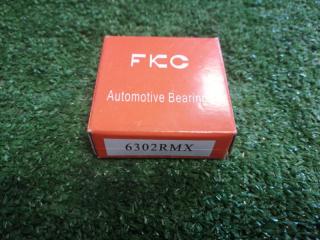 FKC
Automotive Bearing
6302RMX